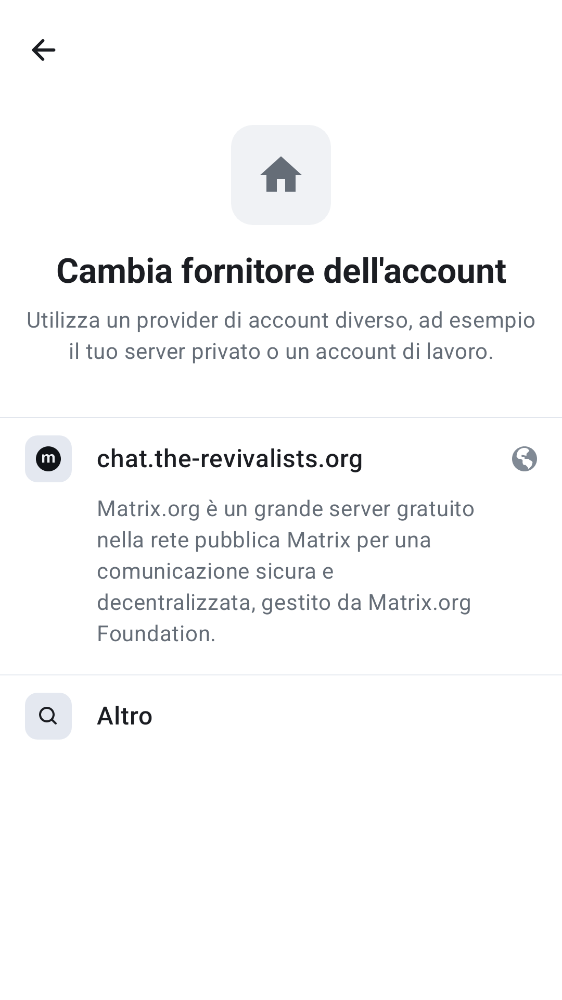 Cambia fornitore dell'account
Utilizza un provider di account diverso, ad esempio
il tuo server privato o un account di lavoro.
m
chat.the-revivalists.org
Matrix.org è un grande server gratuito
nella rete pubblica Matrix per una
comunicazione sicura e
decentralizzata, gestito da Matrix.org
Foundation.
Altro